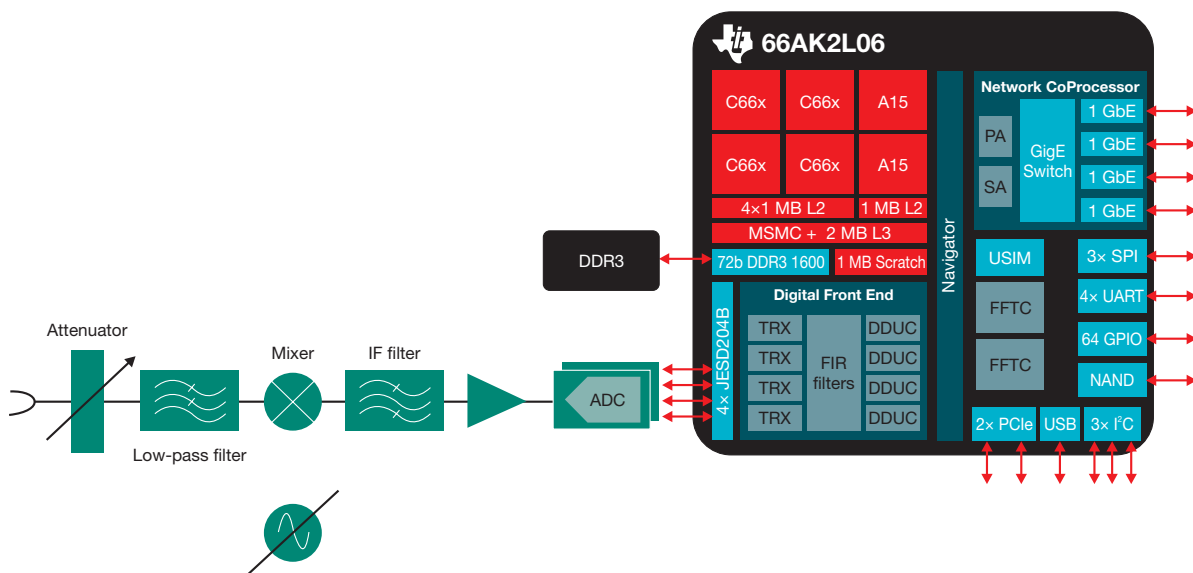 66AK2L06
C66x
C66x
A15
C66x
C66x
A15
4×1 MB L2
1 MB L2
MSMC + 2 MB L3
72b DDR3 1600
1 MB Scratch
DDR3
Navigator
Network CoProcessor
PA
SA
GigE
Switch
1 GbE
1 GbE
1 GbE
1 GbE
USIM
FFTC
FFTC
3× SPI
4× UART
64 GPIO
NAND
2× PCIe
USB
3× I²C
4× JESD204B
Digital Front End
TRX
TRX
TRX
TRX
FIR
filters
DDUC
DDUC
DDUC
DDUC
Attenuator
Low-pass filter
Mixer
IF filter
ADC